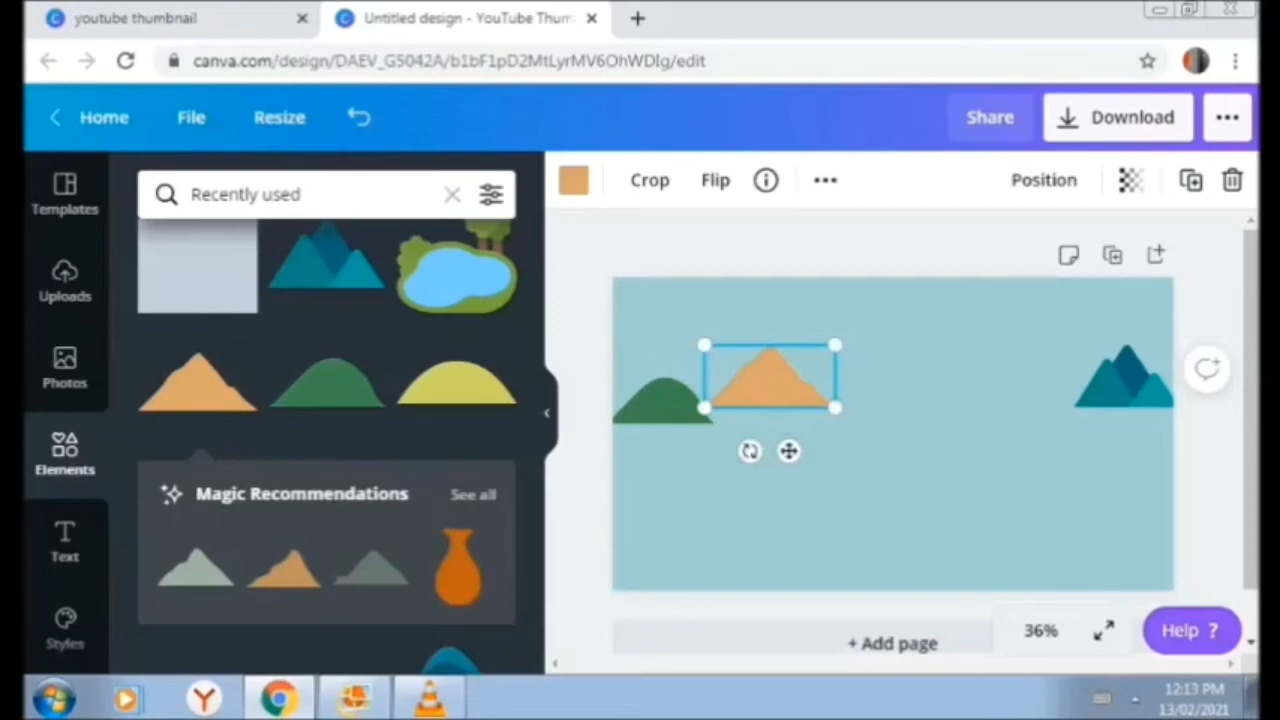 youtube thumbnail
Untitled design - YouTube Thum
canva.com/design/DAEV_G5042A/b1bF1pD2MtLyrMV6OhWDIg/edit
Home File Resize Share Download
Templates
Uploads
Photos
Elements
Text
Styles
Recently used
Magic Recommendations See all
Crop Flip Position
+ Add page
36%
Help ?
12:13 PM
13/02/2021